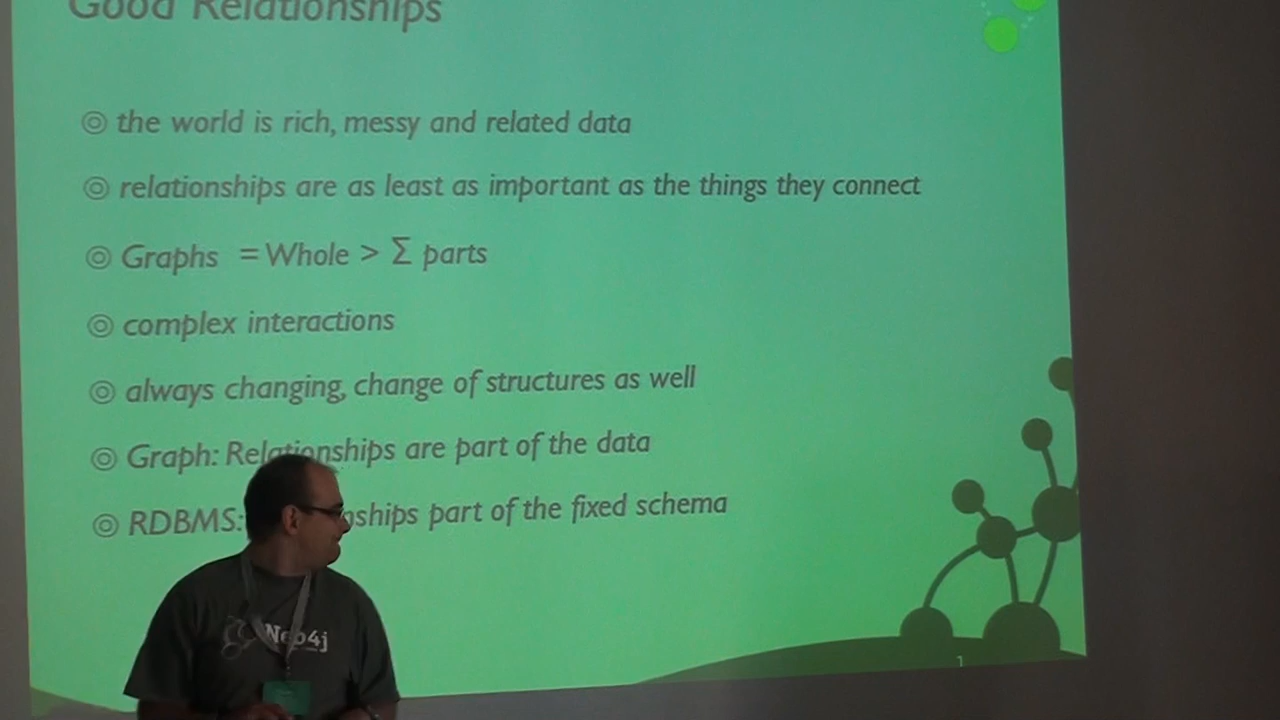 Good Relationships
◎ the world is rich, messy and related data
◎ relationships are as least as important as the things they connect
◎ Graphs = Whole > Σ parts
◎ complex interactions
◎ always changing, change of structures as well
◎ Graph: Relationships are part of the data
◎ RDBMS: nships part of the fixed schema
Neo4j
1